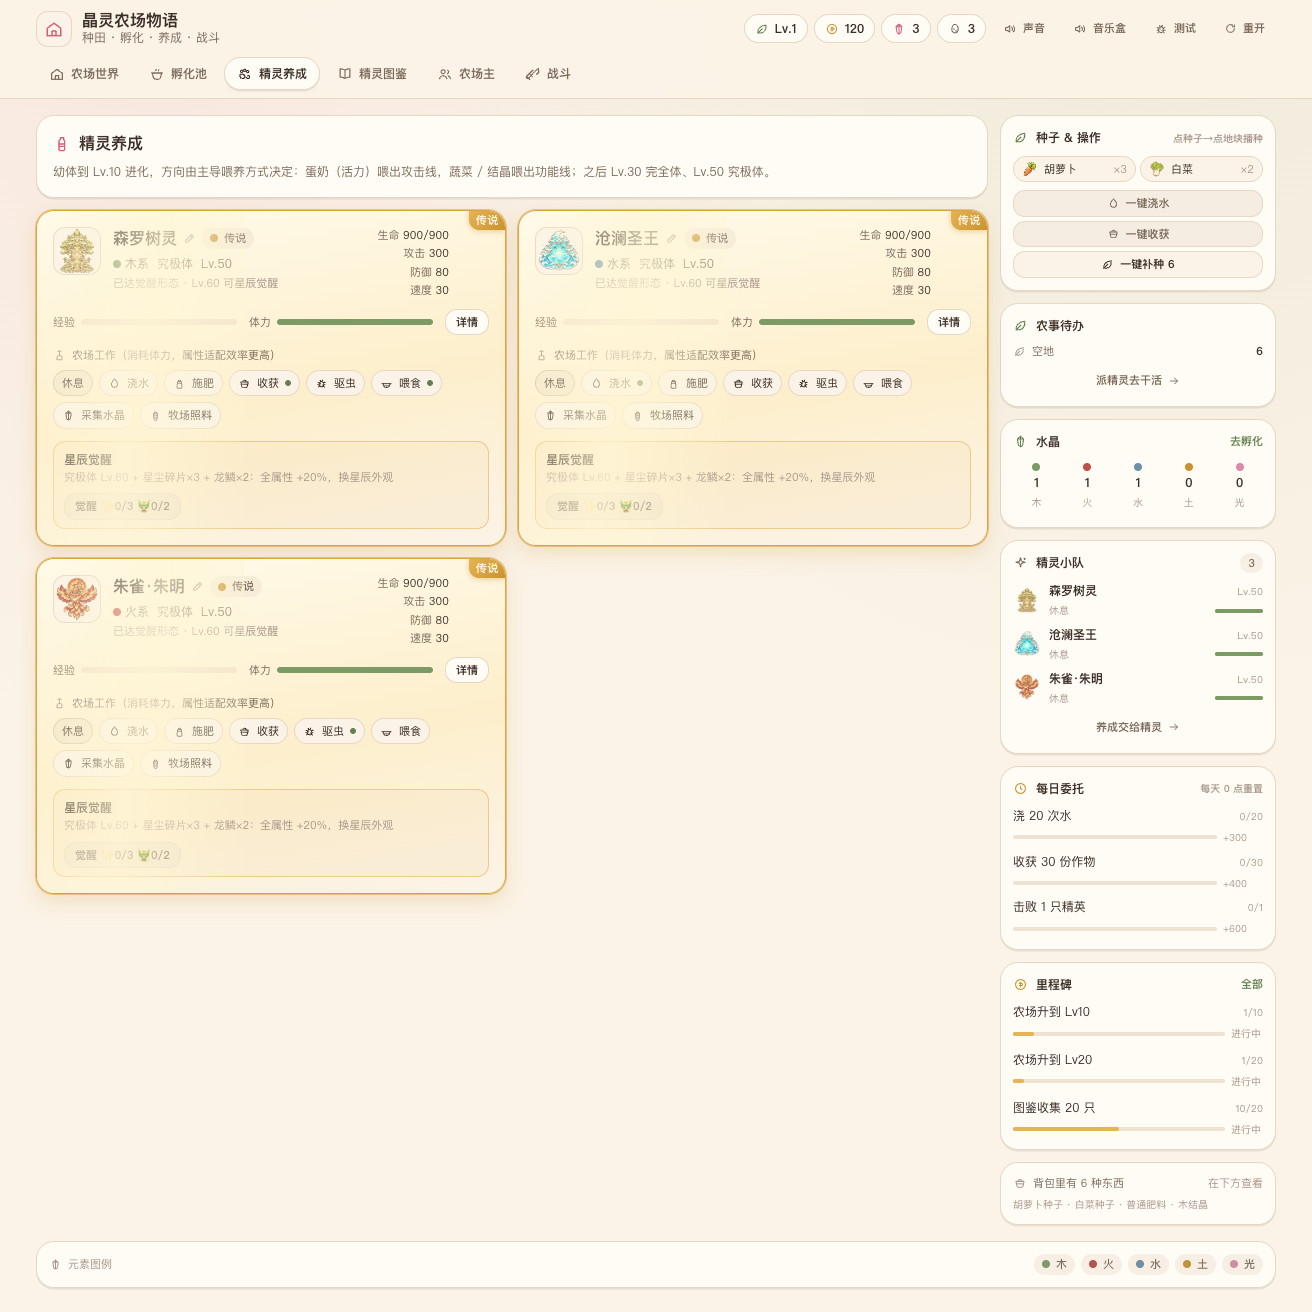 晶灵农场物语
种田 · 孵化 · 养成 · 战斗
Lv.1
120
3
3
声音
音乐盒
测试
重开
农场世界
孵化池
精灵养成
精灵图鉴
农场主
战斗
精灵养成
幼体到 Lv.10 进化，方向由主导喂养方式决定：蛋奶（活力）喂出攻击线，蔬菜 / 结晶喂出功能线；之后 Lv.30 完全体、Lv.50 究极体。
传说
森罗树灵
传说
木系 究极体 Lv.50
已达觉醒形态 · Lv.60 可星辰觉醒
生命 900/900
攻击 300
防御 80
速度 30
经验
体力
详情
农场工作（消耗体力，属性适配效率更高）
休息
浇水
施肥
收获
驱虫
喂食
采集水晶
牧场照料
星辰觉醒
究极体 Lv.60 + 星尘碎片×3 + 龙鳞×2：全属性 +20%，换星辰外观
觉醒 0/3 0/2
传说
沧澜圣王
传说
水系 究极体 Lv.50
已达觉醒形态 · Lv.60 可星辰觉醒
生命 900/900
攻击 300
防御 80
速度 30
经验
体力
详情
农场工作（消耗体力，属性适配效率更高）
休息
浇水
施肥
收获
驱虫
喂食
采集水晶
牧场照料
星辰觉醒
究极体 Lv.60 + 星尘碎片×3 + 龙鳞×2：全属性 +20%，换星辰外观
觉醒 0/3 0/2
传说
朱雀·朱明
传说
火系 究极体 Lv.50
已达觉醒形态 · Lv.60 可星辰觉醒
生命 900/900
攻击 300
防御 80
速度 30
经验
体力
详情
农场工作（消耗体力，属性适配效率更高）
休息
浇水
施肥
收获
驱虫
喂食
采集水晶
牧场照料
星辰觉醒
究极体 Lv.60 + 星尘碎片×3 + 龙鳞×2：全属性 +20%，换星辰外观
觉醒 0/3 0/2
种子 & 操作
点种子→点地块播种
胡萝卜 ×3
白菜 ×2
一键浇水
一键收获
一键补种 6
农事待办
空地 6
派精灵去干活 →
水晶
去孵化
1 1 1 0 0
木 火 水 土 光
精灵小队
3
森罗树灵 Lv.50
休息
沧澜圣王 Lv.50
休息
朱雀·朱明 Lv.50
休息
养成交给精灵 →
每日委托
每天 0 点重置
浇 20 次水 0/20
+300
收获 30 份作物 0/30
+400
击败 1 只精英 0/1
+600
里程碑
全部
农场升到 Lv10 1/10
进行中
农场升到 Lv20 1/20
进行中
图鉴收集 20 只 10/20
进行中
背包里有 6 种东西
在下方查看
胡萝卜种子 · 白菜种子 · 普通肥料 · 木结晶
元素图例
木
火
水
土
光